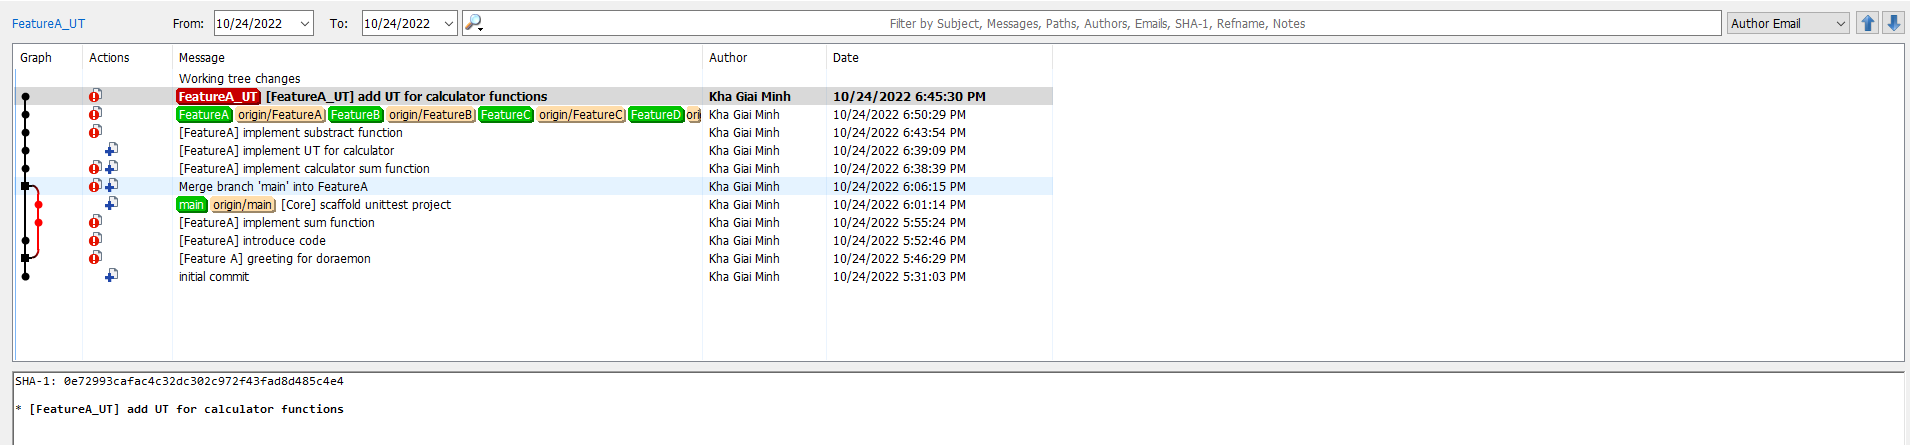 FeatureA_UT From: 10/24/2022 To: 10/24/2022 Filter by Subject, Messages, Paths, Authors, Emails, SHA-1, Refname, Notes Author Email
Graph Actions Message Author Date
Working tree changes
FeatureA_UT [FeatureA_UT] add UT for calculator functions Kha Giai Minh 10/24/2022 6:45:30 PM
FeatureA origin/FeatureA FeatureB origin/FeatureB FeatureC origin/FeatureC FeatureD ori Kha Giai Minh 10/24/2022 6:50:29 PM
[FeatureA] implement substract function Kha Giai Minh 10/24/2022 6:43:54 PM
[FeatureA] implement UT for calculator Kha Giai Minh 10/24/2022 6:39:09 PM
[FeatureA] implement calculator sum function Kha Giai Minh 10/24/2022 6:38:39 PM
Merge branch 'main' into FeatureA Kha Giai Minh 10/24/2022 6:06:15 PM
main origin/main [Core] scaffold unittest project Kha Giai Minh 10/24/2022 6:01:14 PM
[FeatureA] implement sum function Kha Giai Minh 10/24/2022 5:55:24 PM
[FeatureA] introduce code Kha Giai Minh 10/24/2022 5:52:46 PM
[Feature A] greeting for doraemon Kha Giai Minh 10/24/2022 5:46:29 PM
initial commit Kha Giai Minh 10/24/2022 5:31:03 PM
SHA-1: 0e72993cafac4c32dc302c972f43fad8d485c4e4
* [FeatureA_UT] add UT for calculator functions